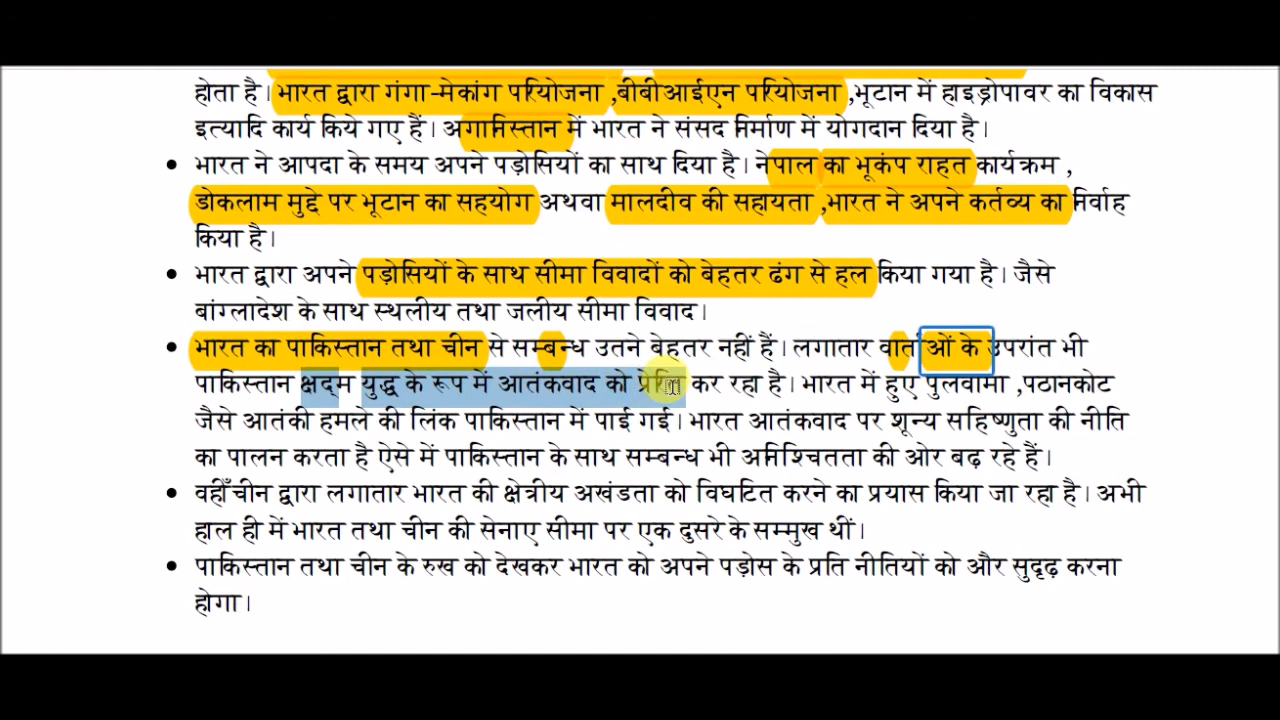 होता है। भारत द्वारा गंगा-मेकांग परियोजना ,बीबीआईएन परियोजना ,भूटान में हाइड्रोपावर का विकास
इत्यादि कार्य किये गए हैं। अगानिस्तान में भारत ने संसद निर्माण में योगदान दिया है।
• भारत ने आपदा के समय अपने पड़ोसियों का साथ दिया है। नेपाल का भूकंप राहत कार्यक्रम ,
डोकलाम मुद्दे पर भूटान का सहयोग अथवा मालदीव की सहायता ,भारत ने अपने कर्तव्य का निर्वाह
किया है।
• भारत द्वारा अपने पड़ोसियों के साथ सीमा विवादों को बेहतर ढंग से हल किया गया है। जैसे
बांग्लादेश के साथ स्थलीय तथा जलीय सीमा विवाद।
• भारत का पाकिस्तान तथा चीन से सम्बन्ध उतने बेहतर नहीं हैं। लगातार वार्ताओं के उपरांत भी
पाकिस्तान क्षद्म युद्ध के रूप में आतंकवाद को प्रेरित कर रहा है। भारत में हुए पुलवामा ,पठानकोट
जैसे आतंकी हमले की लिंक पाकिस्तान में पाई गई। भारत आतंकवाद पर शून्य सहिष्णुता की नीति
का पालन करता है ऐसे में पाकिस्तान के साथ सम्बन्ध भी अनिश्चितता की ओर बढ़ रहे हैं।
• वहीँ चीन द्वारा लगातार भारत की क्षेत्रीय अखंडता को विघटित करने का प्रयास किया जा रहा है। अभी
हाल ही में भारत तथा चीन की सेनाए सीमा पर एक दुसरे के सम्मुख थीं।
• पाकिस्तान तथा चीन के रुख को देखकर भारत को अपने पड़ोस के प्रति नीतियों को और सुदृढ़ करना
होगा।